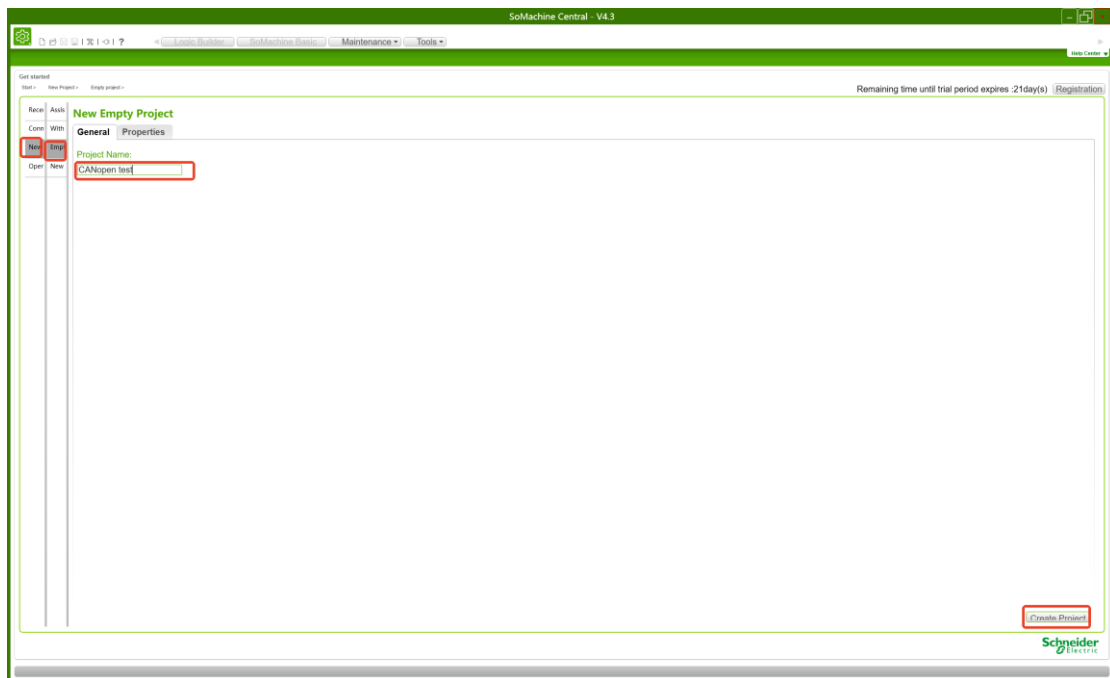 SoMachine Central - V4.3
? Logic Builder SoMachine Basic Maintenance Tools
Help Center
Get started
Start > New Project > Empty project >
Remaining time until trial period expires :21day(s) Registration
Rece Assis New Empty Project
Conn With General Properties
New Empt
Project Name:
Oper New CANopen test
Create Project
Schneider
Electric